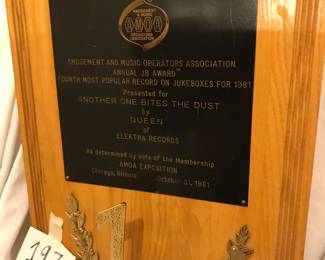 AMUSEMENT
& MUSIC
OPERATORS
ASSOCIATION
AMUSEMENT AND MUSIC OPERATORS ASSOCIATION
ANNUAL JB AWARD
FOURTH MOST POPULAR RECORD ON JUKEBOXES FOR 1981
Presented for
ANOTHER ONE BITES THE DUST
by
QUEEN
of
ELEKTRA RECORDS
As determined by vote of the Membership
AMOA EXPOSITION
Chicago, Illinois October 31, 1981
1
197